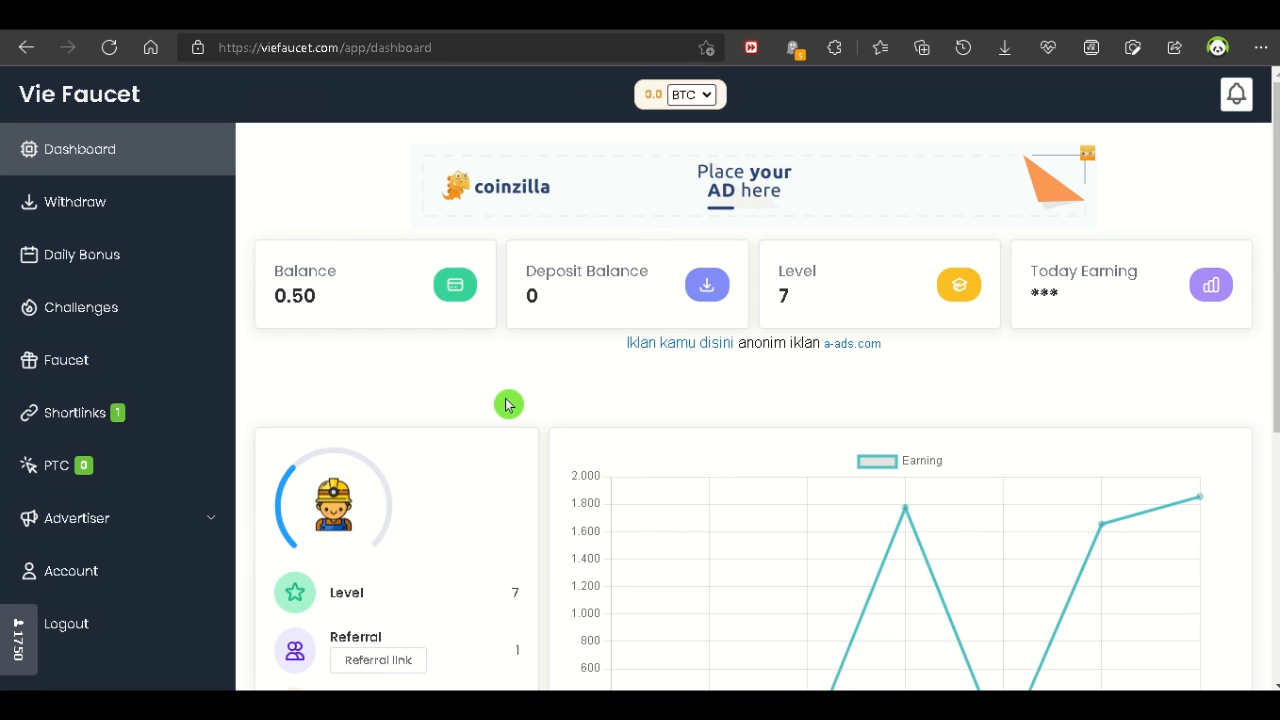 https://viefaucet.com/app/dashboard
5
Vie Faucet
0.0 BTC
Dashboard
Withdraw
Daily Bonus
Challenges
Faucet
Shortlinks 1
PTC 0
Advertiser
Account
Logout
1750
coinzilla
Place your
AD here
Balance
0.50
Deposit Balance
0
Level
7
Today Earning
***
Iklan kamu disini anonim iklan a-ads.com
Level 7
Referral
Referral link
1
Earning
2.000
1.800
1.600
1.400
1.200
1.000
800
600